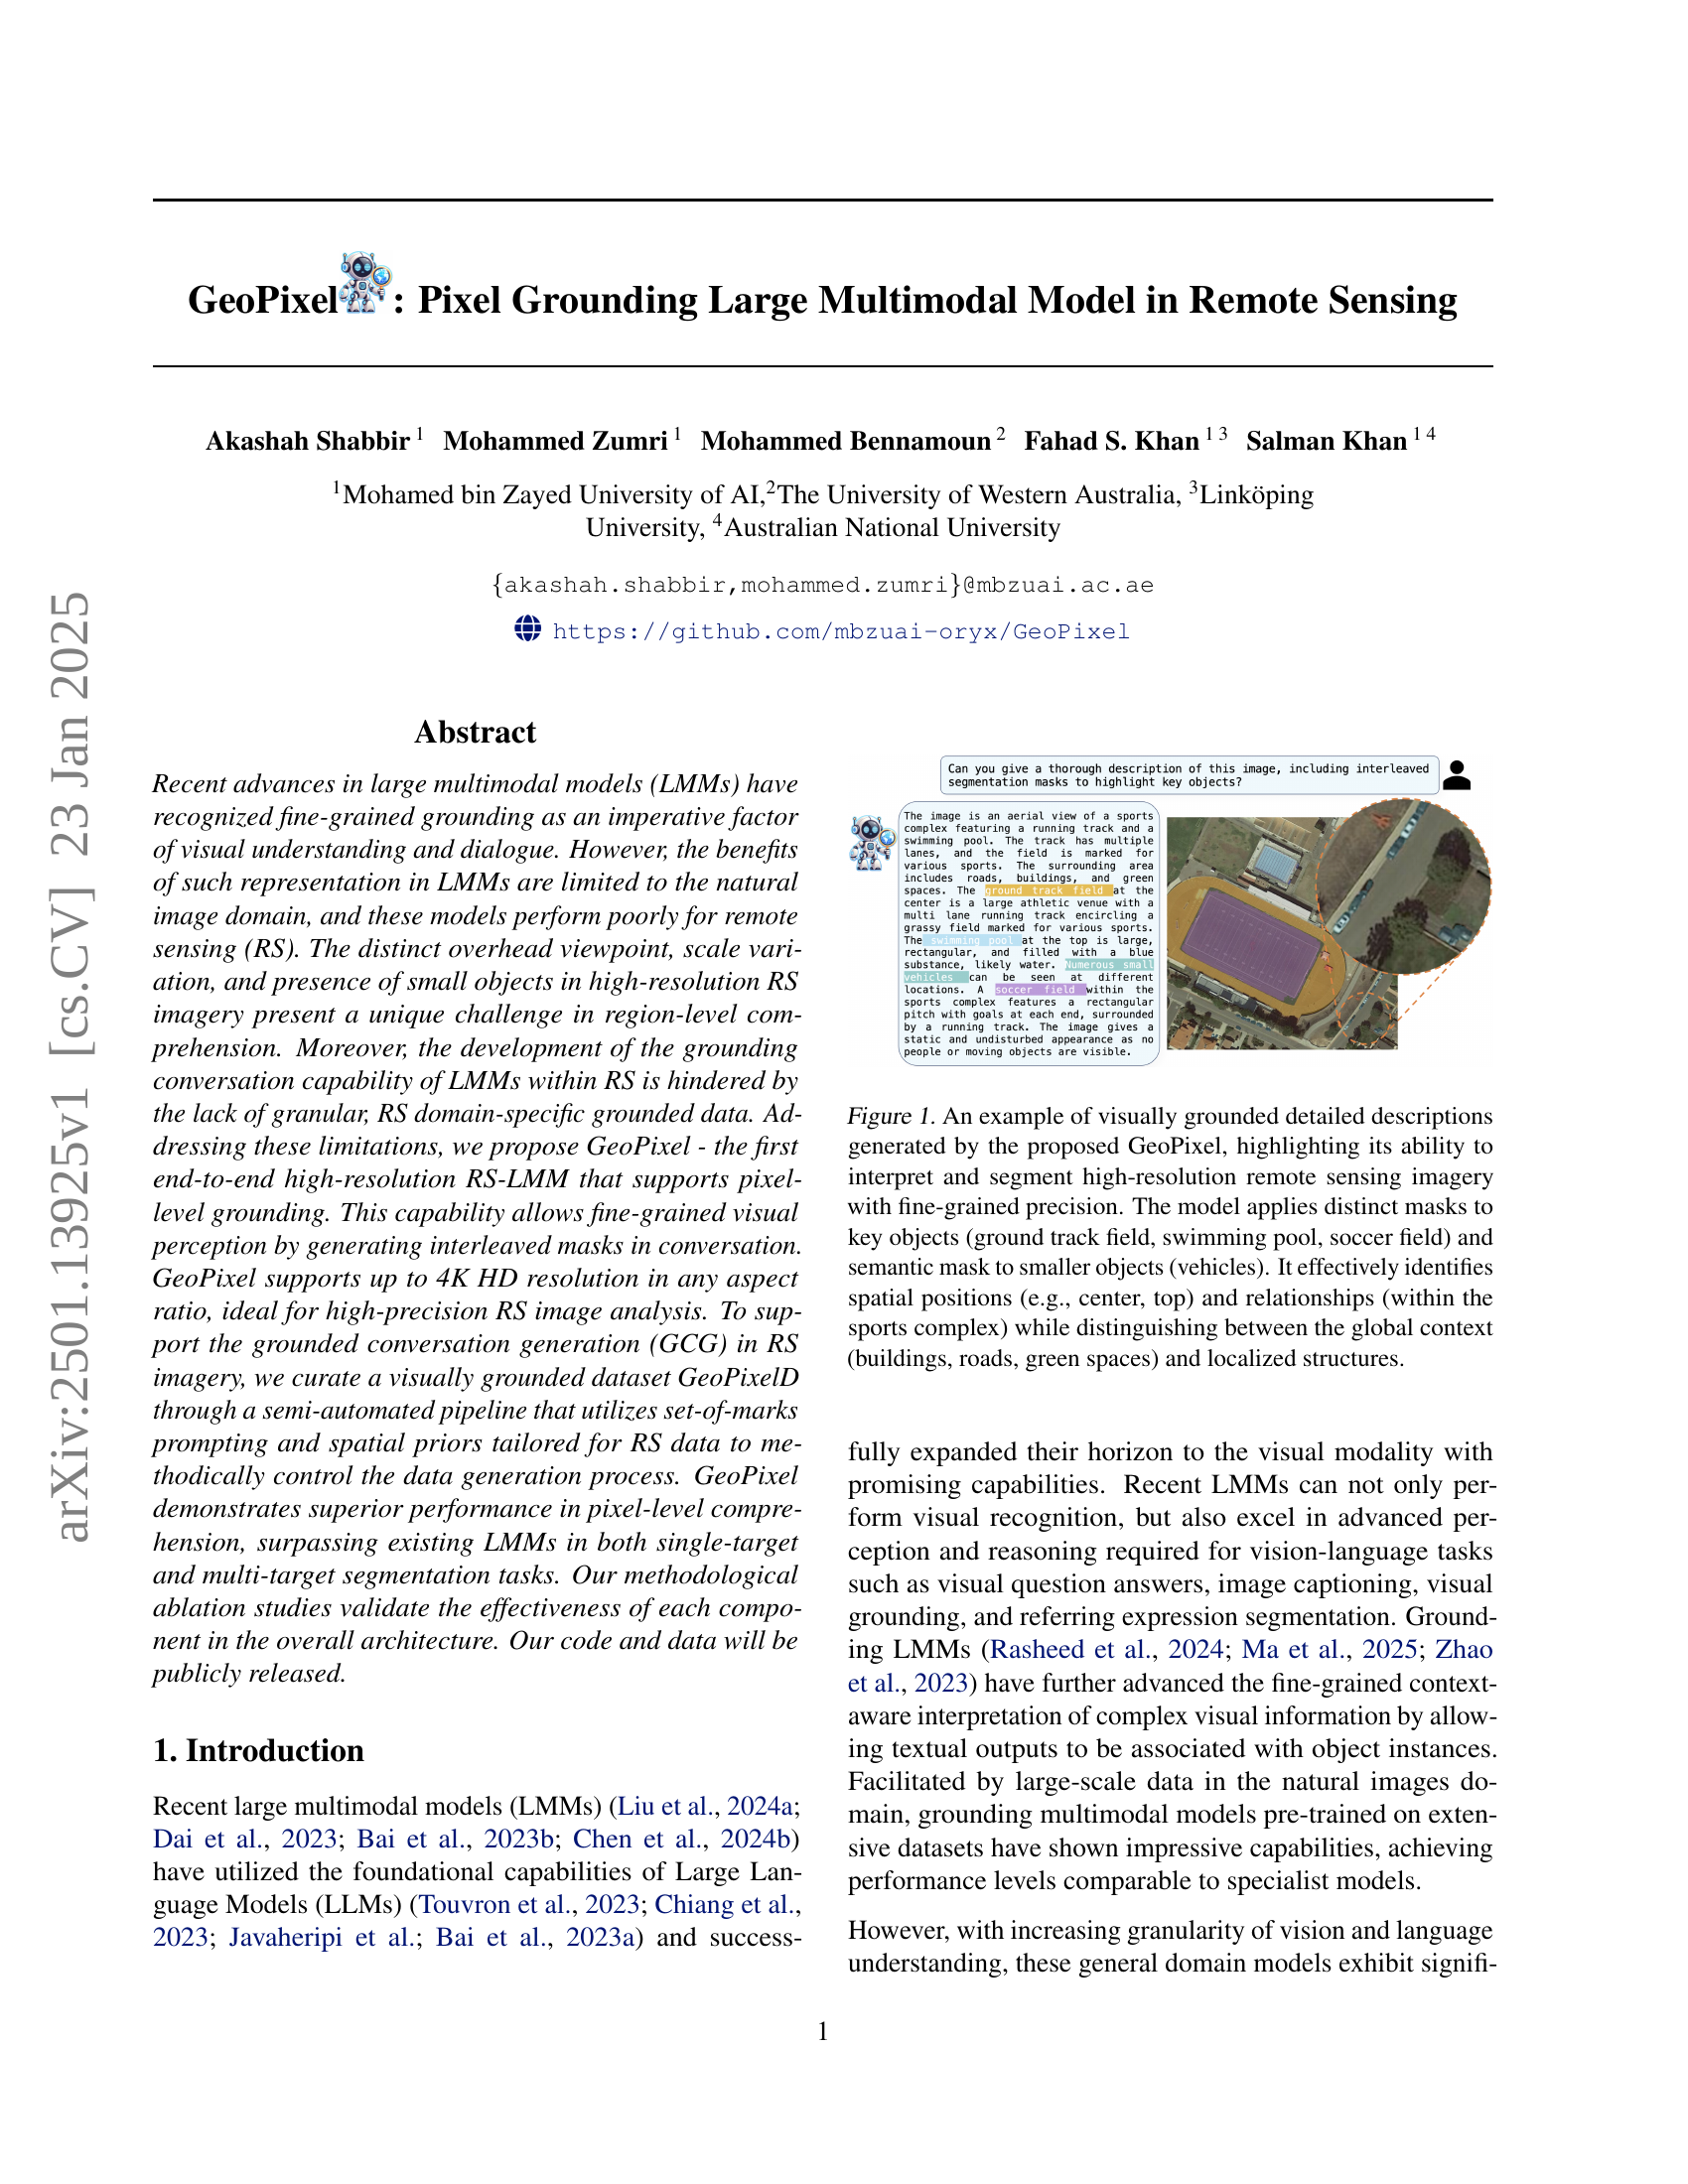 arXiv:2501.13925v1 [cs.CV] 23 Jan 2025
GeoPixel: Pixel Grounding Large Multimodal Model in Remote Sensing
Akashah Shabbir 1 Mohammed Zumri 1 Mohammed Bennamoun 2 Fahad S. Khan 1 3 Salman Khan 1 4
1Mohamed bin Zayed University of AI,2The University of Western Australia, 3Linköping
University, 4Australian National University
{akashah.shabbir,mohammed.zumri}@mbzuai.ac.ae
https://github.com/mbzuai-oryx/GeoPixel
Abstract
Recent advances in large multimodal models (LMMs) have
recognized fine-grained grounding as an imperative factor
of visual understanding and dialogue. However, the benefits
of such representation in LMMs are limited to the natural
image domain, and these models perform poorly for remote
sensing (RS). The distinct overhead viewpoint, scale vari-
ation, and presence of small objects in high-resolution RS
imagery present a unique challenge in region-level com-
prehension. Moreover, the development of the grounding
conversation capability of LMMs within RS is hindered by
the lack of granular, RS domain-specific grounded data. Ad-
dressing these limitations, we propose GeoPixel - the first
end-to-end high-resolution RS-LMM that supports pixel-
level grounding. This capability allows fine-grained visual
perception by generating interleaved masks in conversation.
GeoPixel supports up to 4K HD resolution in any aspect
ratio, ideal for high-precision RS image analysis. To sup-
port the grounded conversation generation (GCG) in RS
imagery, we curate a visually grounded dataset GeoPixelD
through a semi-automated pipeline that utilizes set-of-marks
prompting and spatial priors tailored for RS data to me-
thodically control the data generation process. GeoPixel
demonstrates superior performance in pixel-level compre-
hension, surpassing existing LMMs in both single-target
and multi-target segmentation tasks. Our methodological
ablation studies validate the effectiveness of each compo-
nent in the overall architecture. Our code and data will be
publicly released.
1. Introduction
Recent large multimodal models (LMMs) (Liu et al., 2024a;
Dai et al., 2023; Bai et al., 2023b; Chen et al., 2024b)
have utilized the foundational capabilities of Large Lan-
guage Models (LLMs) (Touvron et al., 2023; Chiang et al.,
2023; Javaheripi et al.; Bai et al., 2023a) and success-
Can you give a thorough description of this image, including interleaved
segmentation masks to highlight key objects?
The image is an aerial view of a sports
complex featuring a running track and a
swimming pool. The track has multiple
lanes, and the field is marked for
various sports. The surrounding area
includes roads, buildings, and green
spaces. The ground track field at the
center is a large athletic venue with a
multi lane running track encircling a
grassy field marked for various sports.
The swimming pool at the top is large,
rectangular, and filled with a blue
substance, likely water. Numerous small
vehicles can be seen at different
locations. A soccer field within the
sports complex features a rectangular
pitch with goals at each end, surrounded
by a running track. The image gives a
static and undisturbed appearance as no
people or moving objects are visible.
Figure 1. An example of visually grounded detailed descriptions
generated by the proposed GeoPixel, highlighting its ability to
interpret and segment high-resolution remote sensing imagery
with fine-grained precision. The model applies distinct masks to
key objects (ground track field, swimming pool, soccer field) and
semantic mask to smaller objects (vehicles). It effectively identifies
spatial positions (e.g., center, top) and relationships (within the
sports complex) while distinguishing between the global context
(buildings, roads, green spaces) and localized structures.
fully expanded their horizon to the visual modality with
promising capabilities. Recent LMMs can not only per-
form visual recognition, but also excel in advanced per-
ception and reasoning required for vision-language tasks
such as visual question answers, image captioning, visual
grounding, and referring expression segmentation. Ground-
ing LMMs (Rasheed et al., 2024; Ma et al., 2025; Zhao
et al., 2023) have further advanced the fine-grained context-
aware interpretation of complex visual information by allow-
ing textual outputs to be associated with object instances.
Facilitated by large-scale data in the natural images do-
main, grounding multimodal models pre-trained on exten-
sive datasets have shown impressive capabilities, achieving
performance levels comparable to specialist models.
However, with increasing granularity of vision and language
understanding, these general domain models exhibit signifi-
1